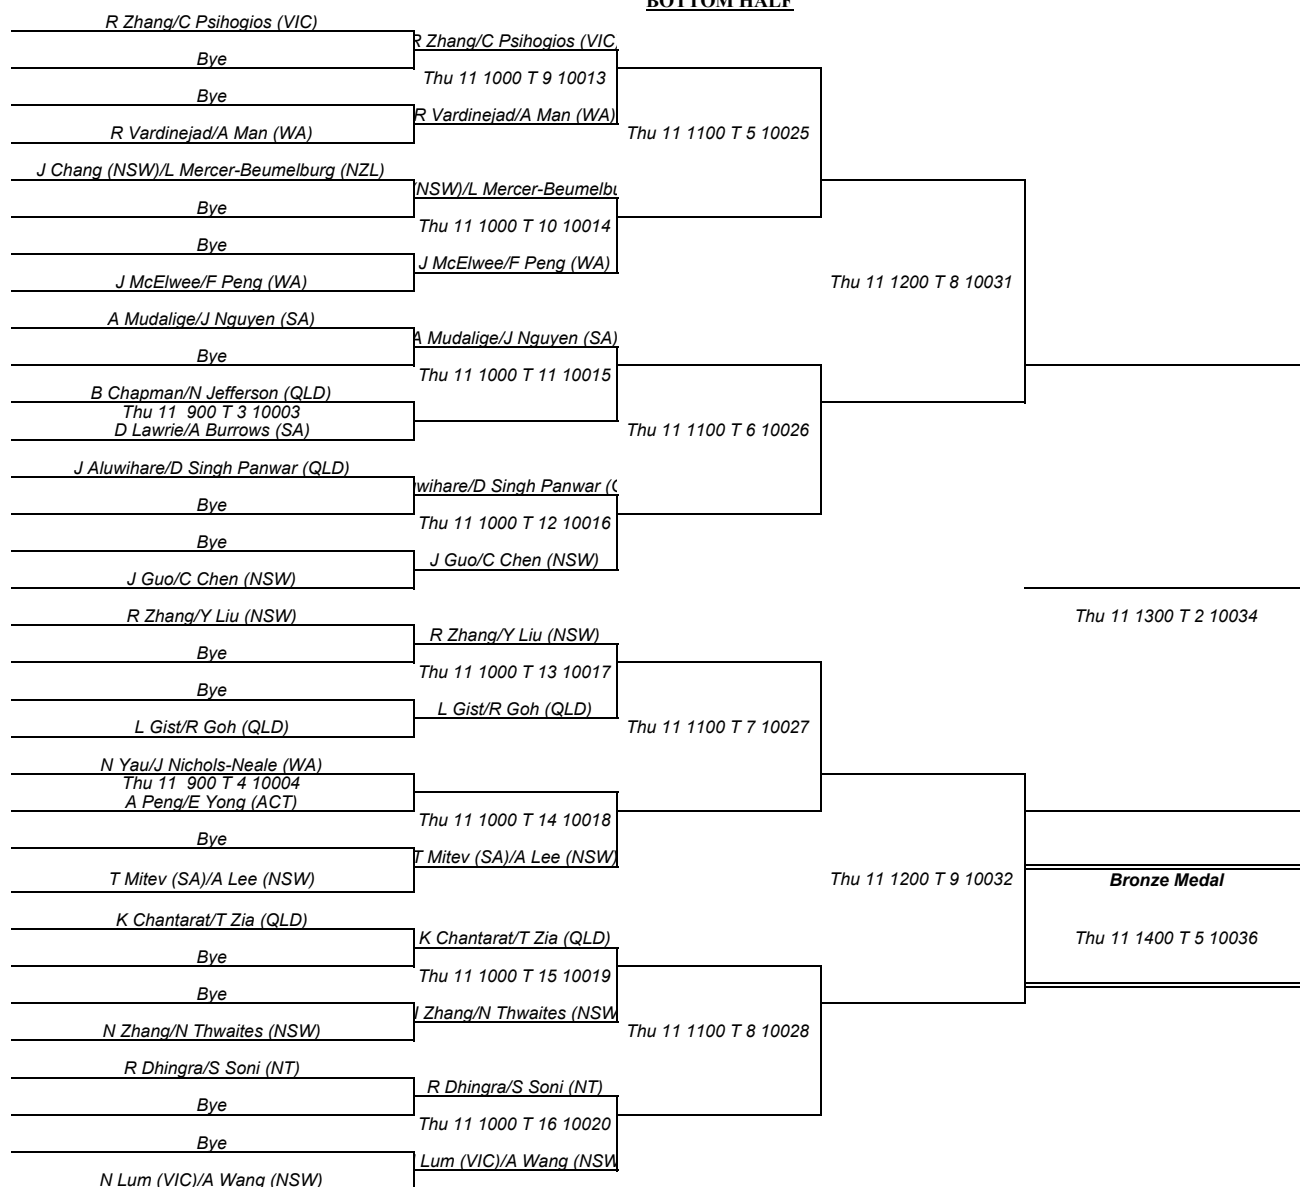 BOTTOM HALF
R Zhang/C Psihogios (VIC)
R Zhang/C Psihogios (VIC
Bye
Thu 11 1000 T 9 10013
Bye
R Vardinejad/A Man (WA)
R Vardinejad/A Man (WA)
Thu 11 1100 T 5 10025
J Chang (NSW)/L Mercer-Beumelburg (NZL)
(NSW)/L Mercer-Beumelbu
Bye
Thu 11 1000 T 10 10014
Bye
J McElwee/F Peng (WA)
J McElwee/F Peng (WA)
Thu 11 1200 T 8 10031
A Mudalige/J Nguyen (SA)
A Mudalige/J Nguyen (SA)
Bye
Thu 11 1000 T 11 10015
B Chapman/N Jefferson (QLD)
Thu 11 900 T 3 10003
D Lawrie/A Burrows (SA)
Thu 11 1100 T 6 10026
J Aluwihare/D Singh Panwar (QLD)
wihare/D Singh Panwar (Q
Bye
Thu 11 1000 T 12 10016
Bye
J Guo/C Chen (NSW)
J Guo/C Chen (NSW)
R Zhang/Y Liu (NSW)
Thu 11 1300 T 2 10034
R Zhang/Y Liu (NSW)
Bye
Thu 11 1000 T 13 10017
Bye
L Gist/R Goh (QLD)
L Gist/R Goh (QLD)
Thu 11 1100 T 7 10027
N Yau/J Nichols-Neale (WA)
Thu 11 900 T 4 10004
A Peng/E Yong (ACT)
Thu 11 1000 T 14 10018
Bye
T Mitev (SA)/A Lee (NSW)
T Mitev (SA)/A Lee (NSW)
Thu 11 1200 T 9 10032
Bronze Medal
K Chantarat/T Zia (QLD)
K Chantarat/T Zia (QLD)
Thu 11 1400 T 5 10036
Bye
Thu 11 1000 T 15 10019
Bye
Zhang/N Thwaites (NSW
N Zhang/N Thwaites (NSW)
Thu 11 1100 T 8 10028
R Dhingra/S Soni (NT)
R Dhingra/S Soni (NT)
Bye
Thu 11 1000 T 16 10020
Bye
Lum (VIC)/A Wang (NSW
N Lum (VIC)/A Wang (NSW)